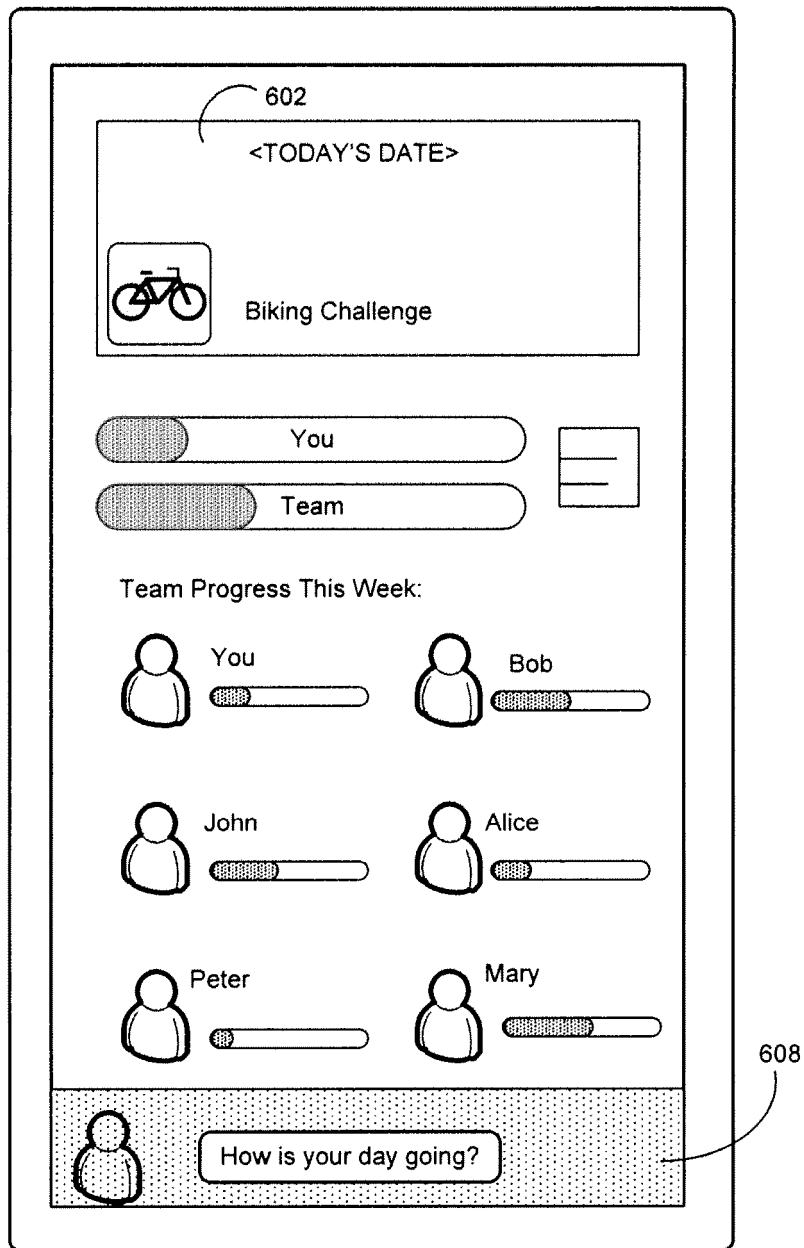 602
<TODAY'S DATE>
Biking Challenge
You
Team
Team Progress This Week:
You
Bob
John
Alice
Peter
Mary
608
How is your day going?